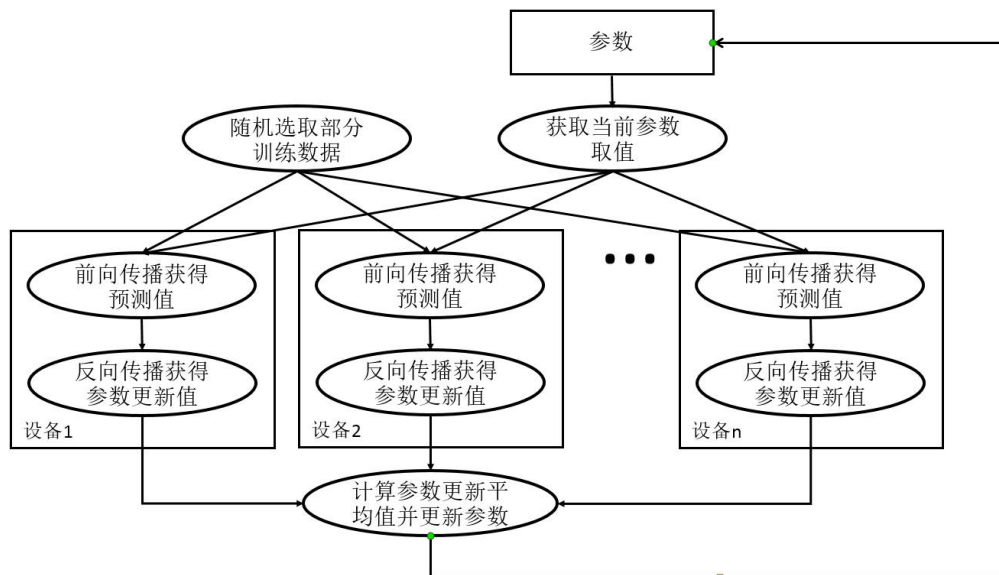 参数
随机选取部分
训练数据
获取当前参数
取值
前向传播获得
预测值
反向传播获得
参数更新值
设备1
前向传播获得
预测值
反向传播获得
参数更新值
设备2
前向传播获得
预测值
反向传播获得
参数更新值
设备n
计算参数更新平
均值并更新参数